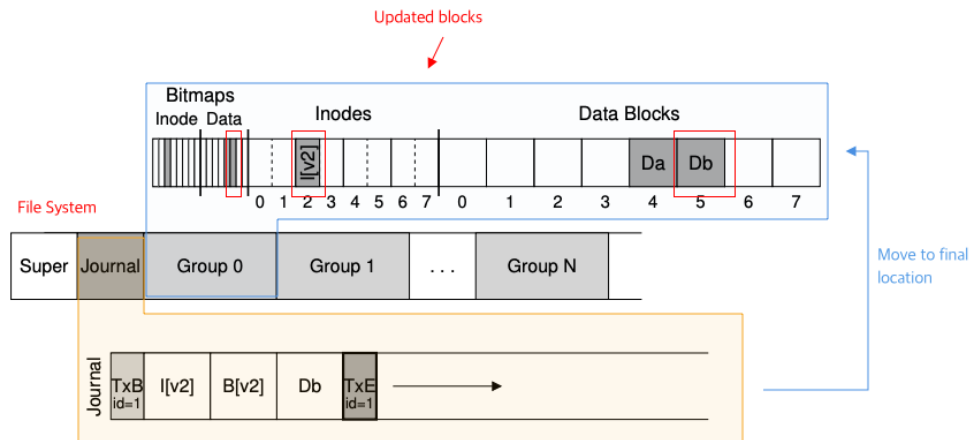 Updated blocks
Bitmaps
Inode Data
Inodes
Data Blocks
I[v2]
Da
Db
0 1 2 3 4 5 6 7 0 1 2 3 4 5 6 7
File System
Super
Journal
Group 0
Group 1
. . .
Group N
Move to final
location
Journal
TxB
id=1
I[v2]
B[v2]
Db
TxE
id=1